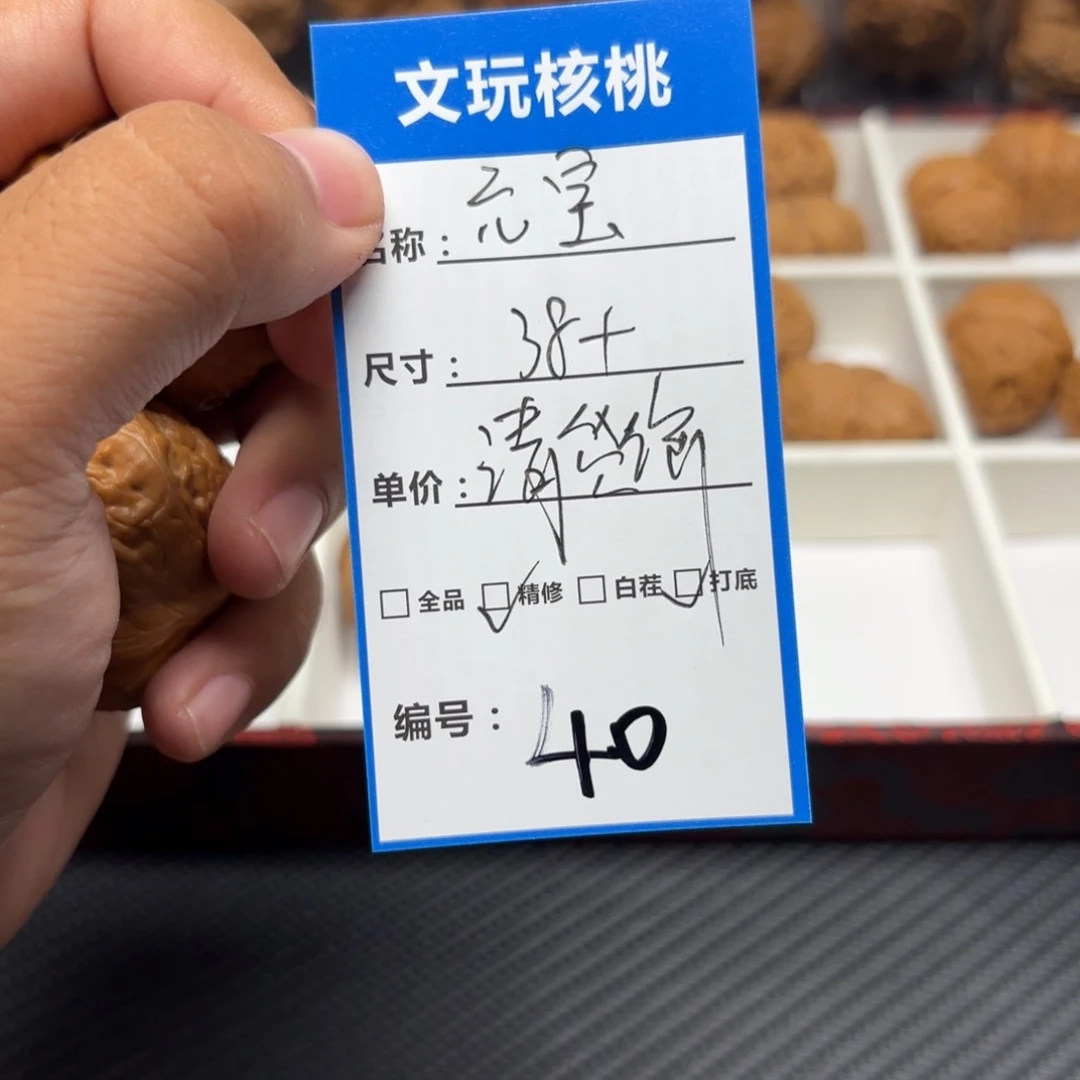 文玩核桃
名称：元宝
尺寸：38+
单价：清货价
□全品 ☑精修 □白茬 ☑打底
编号：40